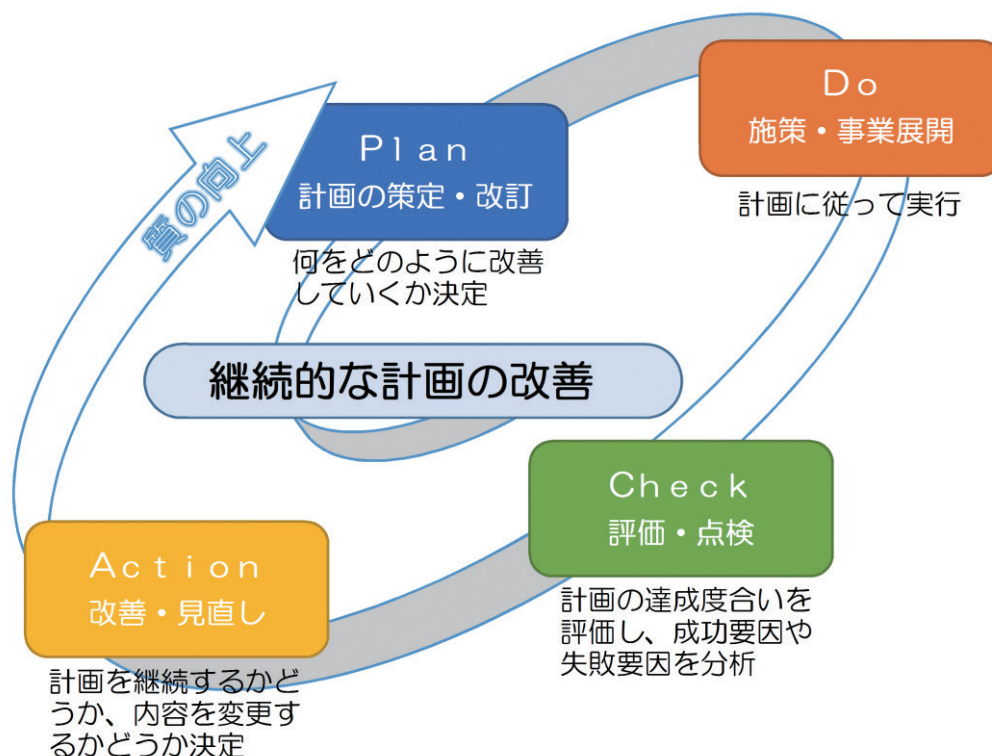 Plan
計画の策定・改訂
何をどのように改善
していくか決定
Do
施策・事業展開
計画に従って実行
Check
評価・点検
計画の達成度合いを
評価し、成功要因や
失敗要因を分析
Action
改善・見直し
計画を継続するかど
うか、内容を変更す
るかどうか決定
質の向上
継続的な計画の改善